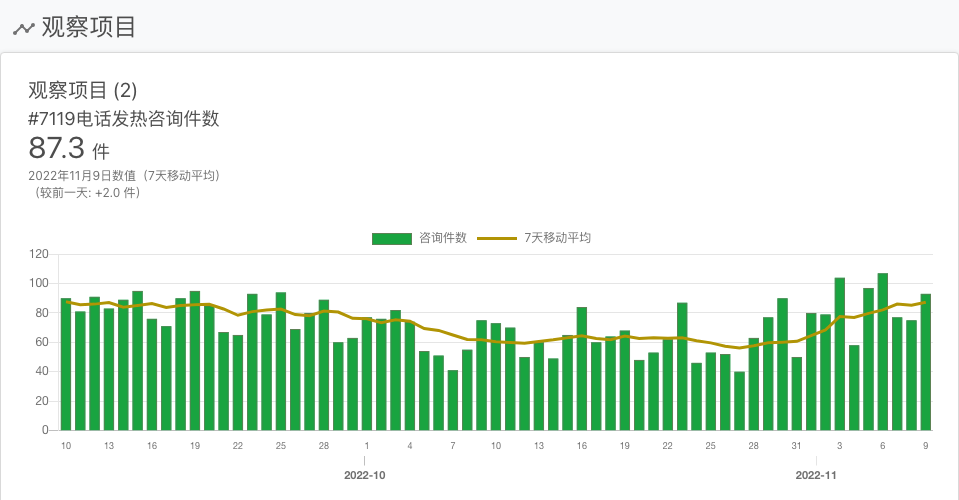 观察项目
观察项目 (2)
#7119电话发热咨询件数
87.3 件
2022年11月9日数值（7天移动平均）
（较前一天: +2.0 件）
咨询件数 7天移动平均
120
100
80
60
40
20
0
10 13 16 19 22 25 28 1 4 7 10 13 16 19 22 25 28 31 3 6 9
2022-10 2022-11